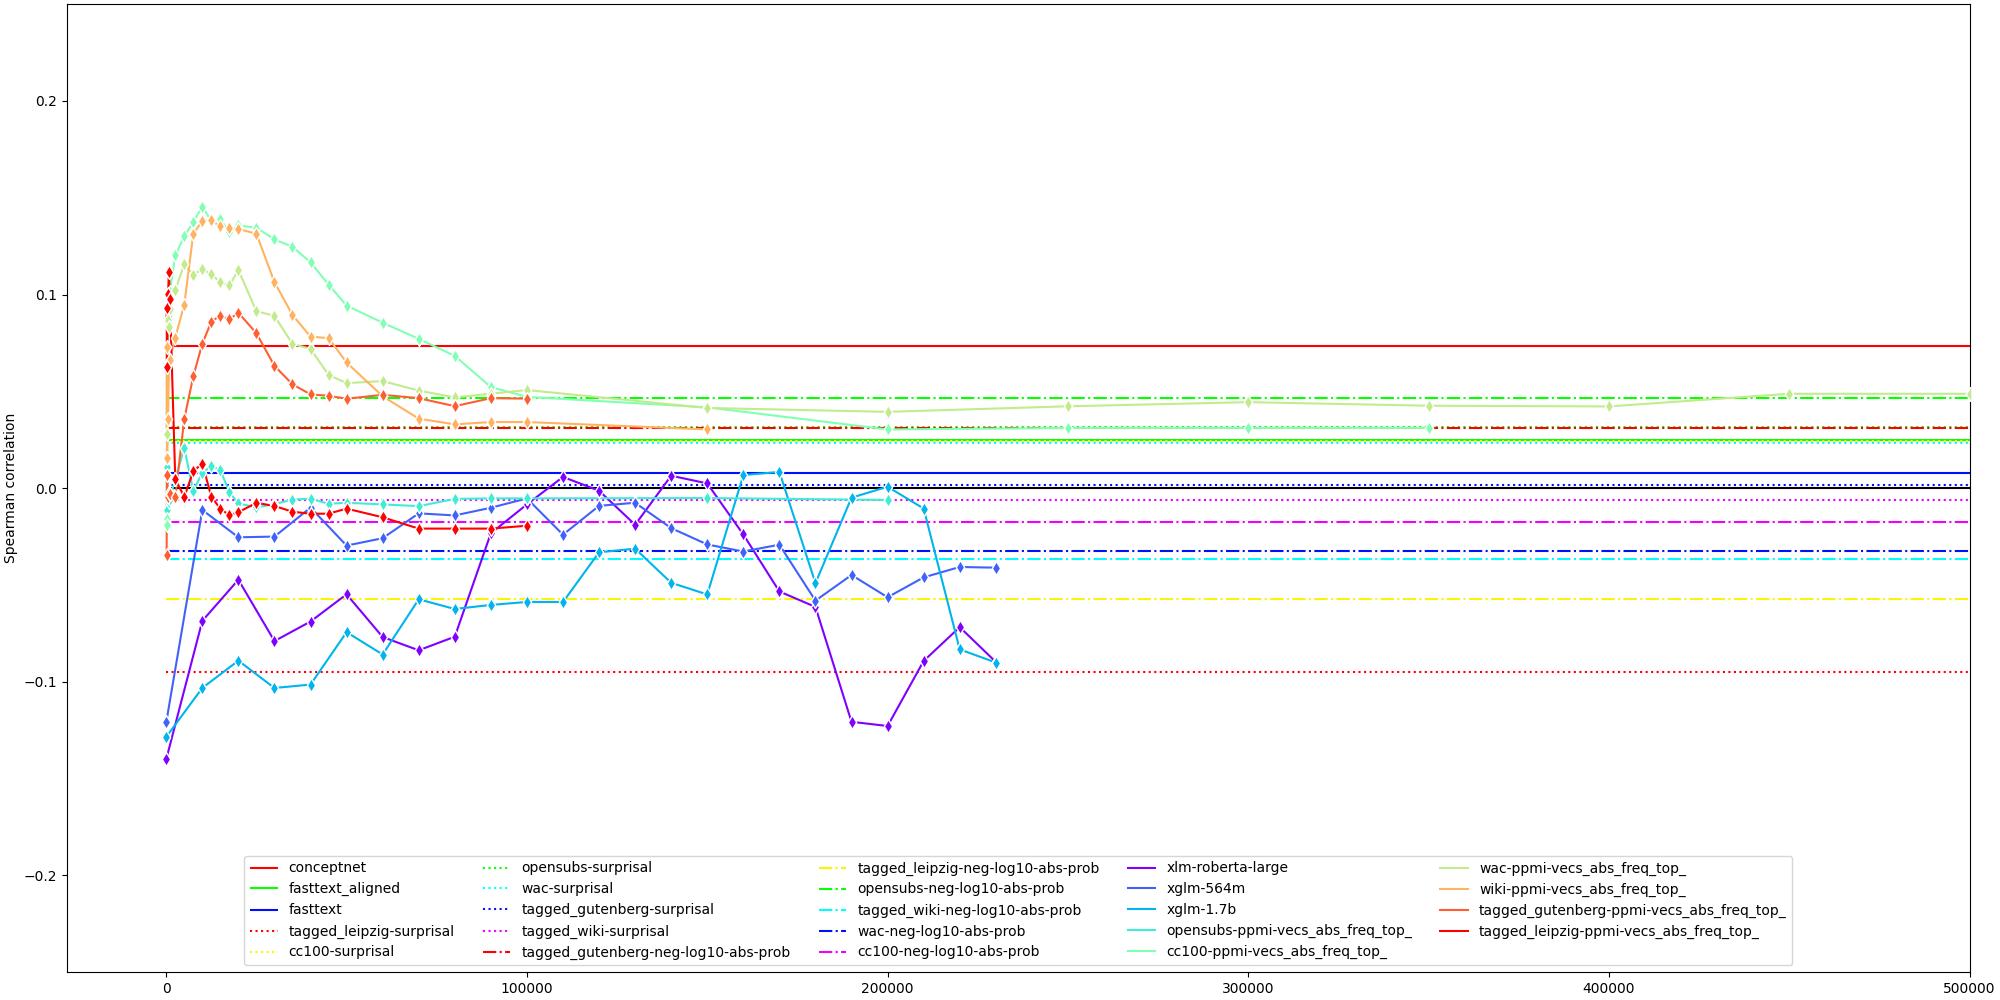 0.2
0.1
0.0
−0.1
−0.2
Spearman correlation
conceptnet
fasttext_aligned
fasttext
tagged_leipzig-surprisal
cc100-surprisal
opensubs-surprisal
wac-surprisal
tagged_gutenberg-surprisal
tagged_wiki-surprisal
tagged_gutenberg-neg-log10-abs-prob
tagged_leipzig-neg-log10-abs-prob
opensubs-neg-log10-abs-prob
tagged_wiki-neg-log10-abs-prob
wac-neg-log10-abs-prob
cc100-neg-log10-abs-prob
xlm-roberta-large
xglm-564m
xglm-1.7b
opensubs-ppmi-vecs_abs_freq_top_
cc100-ppmi-vecs_abs_freq_top_
wac-ppmi-vecs_abs_freq_top_
wiki-ppmi-vecs_abs_freq_top_
tagged_gutenberg-ppmi-vecs_abs_freq_top_
tagged_leipzig-ppmi-vecs_abs_freq_top_
0
100000
200000
300000
400000
500000